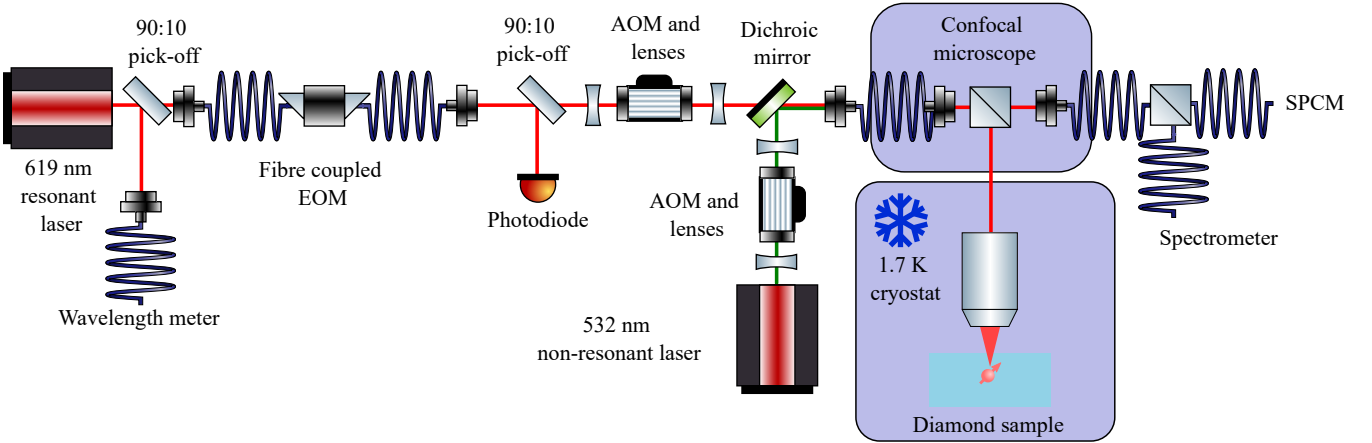 90:10
pick-off
619 nm
resonant
laser
Wavelength meter
Fibre coupled
EOM
90:10
pick-off
Photodiode
AOM and
lenses
Dichroic
mirror
AOM and
lenses
532 nm
non-resonant laser
Confocal
microscope
SPCM
Spectrometer
1.7 K
cryostat
Diamond sample